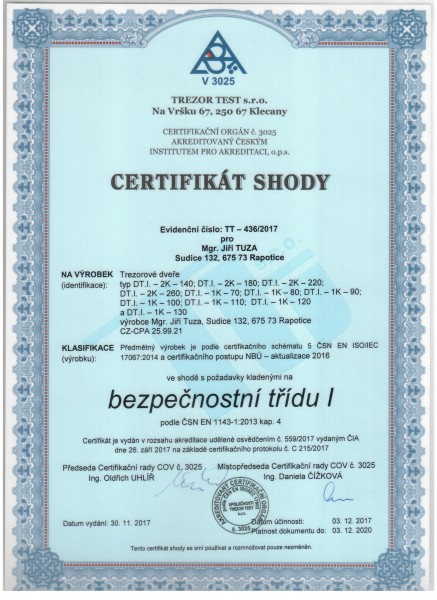 V 3025
TREZOR TEST s.r.o.
Na Vršku 67, 250 67 Klecany
CERTIFIKAČNÍ ORGÁN č. 3025
AKREDITOVANÝ ČESKÝM
INSTITUTEM PRO AKREDITACI, o.p.s.
CERTIFIKÁT SHODY
Evidenční číslo: TT – 436/2017
pro
Mgr. Jiří TUZA
Sudice 132, 675 73 Rapotice
NA VÝROBEK Trezorové dveře
(identifikace): typ DT.I. – 2K – 140; DT.I. – 2K – 180; DT.I. – 2K – 220;
DT.I. – 2K – 260; DT.I. – 1K – 70; DT.I. – 1K – 80; DT.I. – 1K – 90;
DT.I. – 1K – 100; DT.I. – 1K – 110; DT.I. – 1K – 120
a DT.I. – 1K – 130
výrobce Mgr. Jiří Tuza, Sudice 132, 675 73 Rapotice
CZ-CPA 25.99.21
KLASIFIKACE Předmětný výrobek je podle certifikačního schématu 5 ČSN EN ISO/IEC
(výrobku): 17067:2014 a certifikačního postupu NBÚ – aktualizace 2016
ve shodě s požadavky kladenými na
bezpečnostní třídu I
podle ČSN EN 1143-1:2013 kap. 4
Certifikát je vydán v rozsahu akreditace udělené osvědčením č. 559/2017 vydaným ČIA
dne 26. září 2017 na základě certifikačního protokolu č. C 215/2017
Předseda Certifikační rady COV č. 3025 Místopředseda Certifikační rady COV č. 3025
Ing. Oldřich UHLÍŘ Ing. Daniela ČÍŽKOVÁ
AKREDITOVANÝ CERTIFIKAČNÍ ORGÁN
SPOLEČNOSTI
TREZOR TEST
s.r.o.
č. 3025
Datum vydání: 30. 11. 2017 Datum účinnosti: 03. 12. 2017
Platnost dokumentu do: 03. 12. 2020
Tento certifikát shody se smí používat a rozmnožovat pouze nezměněn.